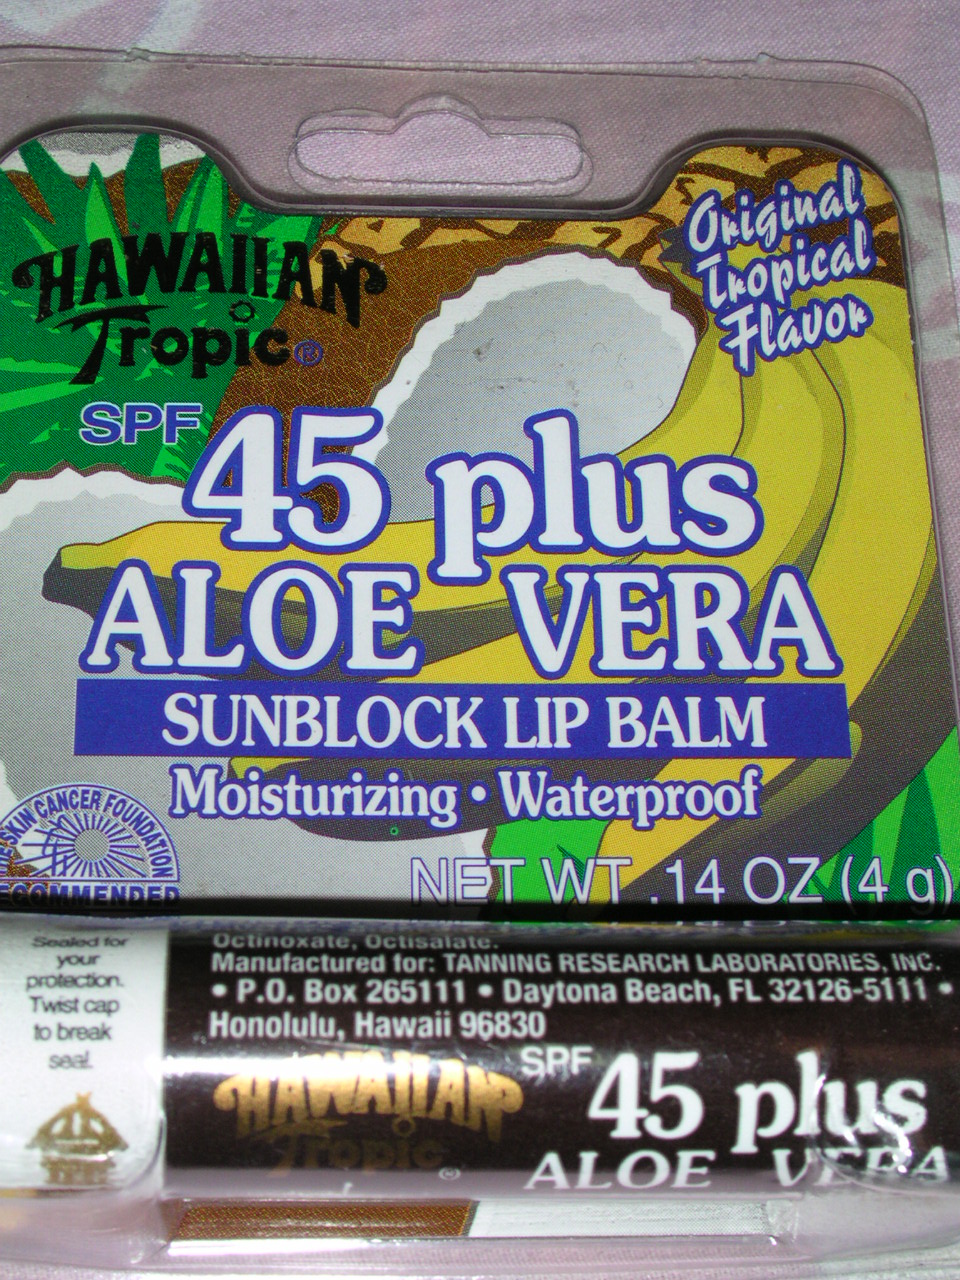 HAWAIIAN
Tropic®
Original
Tropical
Flavor
SPF 45 plus
ALOE VERA
SUNBLOCK LIP BALM
Moisturizing • Waterproof
SKIN CANCER FOUNDATION
NET WT .14 OZ (4 g)
Sealed for
your
protection.
Twist cap
to break
seal.
Octinoxate, Octisalate.
Manufactured for: TANNING RESEARCH LABORATORIES, INC.
• P.O. Box 265111 • Daytona Beach, FL 32126-5111 •
Honolulu, Hawaii 96830
HAWAIIAN
Tropic®
SPF 45 plus
ALOE VERA